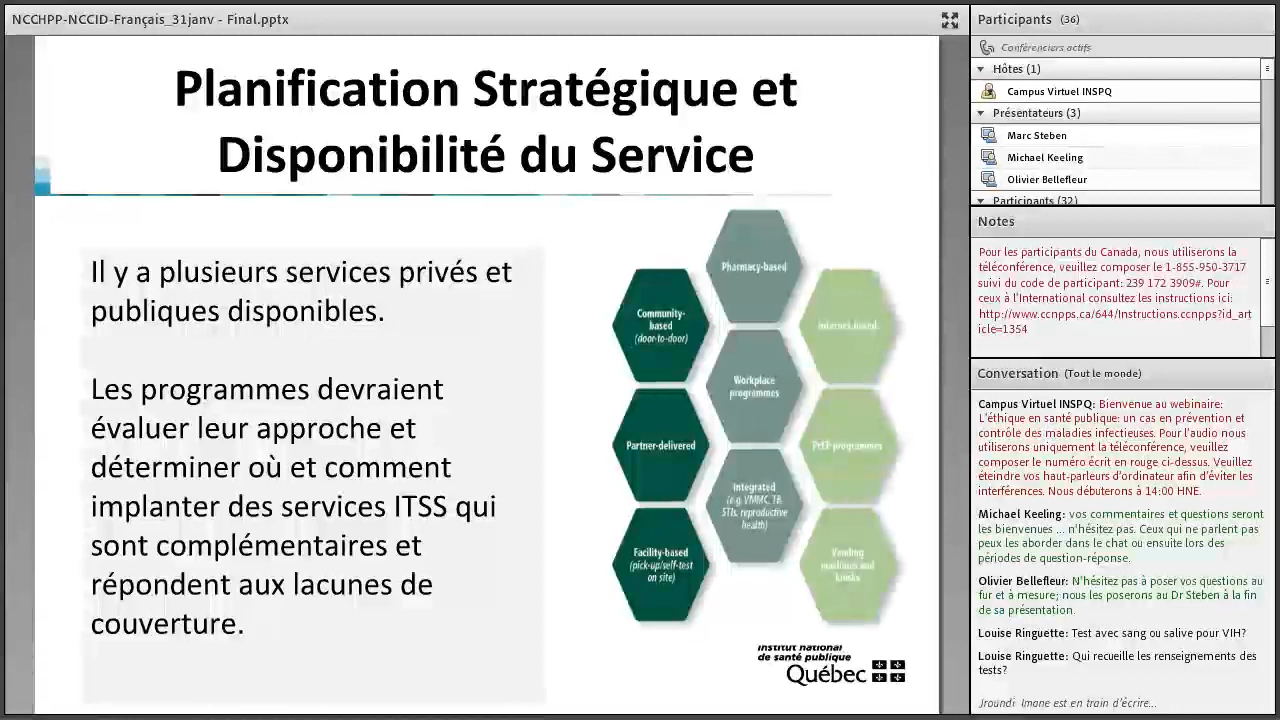 NCCHPP-NCCID-Français_31janv - Final.pptx
Planification Stratégique et
Disponibilité du Service
Il y a plusieurs services privés et
publiques disponibles.
Les programmes devraient
évaluer leur approche et
déterminer où et comment
implanter des services ITSS qui
sont complémentaires et
répondent aux lacunes de
couverture.
Pharmacy-based
Community-
based
(door-to-door)
Internet-based
Workplace
programmes
Partner-delivered
PrEP programmes
Integrated
(e.g. VMMC, TB,
STIs, reproductive
health)
Facility-based
(pick-up/self-test
on site)
Vending
machines and
kiosks
Institut national
de santé publique
Québec
Participants (36)
Conférenciers actifs
Hôtes (1)
Campus Virtuel INSPQ
Présentateurs (3)
Marc Steben
Michael Keeling
Olivier Bellefleur
Participants (32)
Notes
Pour les participants du Canada, nous utiliserons la
téléconférence, veuillez composer le 1-855-950-3717
suivi du code de participant: 239 172 3909#. Pour
ceux à l'International consultez les instructions ici:
http://www.ccnpps.ca/644/Instructions.ccnpps?id_art
icle=1354
Conversation (Tout le monde)
Campus Virtuel INSPQ: Bienvenue au webinaire:
L'éthique en santé publique: un cas en prévention et
contrôle des maladies infectieuses. Pour l'audio nous
utiliserons uniquement la téléconférence, veuillez
composer le numéro écrit en rouge ci-dessus. Veuillez
éteindre vos haut-parleurs d'ordinateur afin d'éviter les
interférences. Nous débuterons à 14:00 HNE.
Michael Keeling: vos commentaires et questions seront
les bienvenues ... n'hésitez pas. Ceux qui ne parlent pas
peux les aborder dans le chat ou ensuite lors des
périodes de question-réponse.
Olivier Bellefleur: N'hésitez pas à poser vos questions au
fur et à mesure; nous les poserons au Dr Steben à la fin
de sa présentation.
Louise Ringuette: Test avec sang ou salive pour VIH?
Louise Ringuette: Qui recueille les renseignements des
tests?
Jraundi Imane est en train d'écrire...